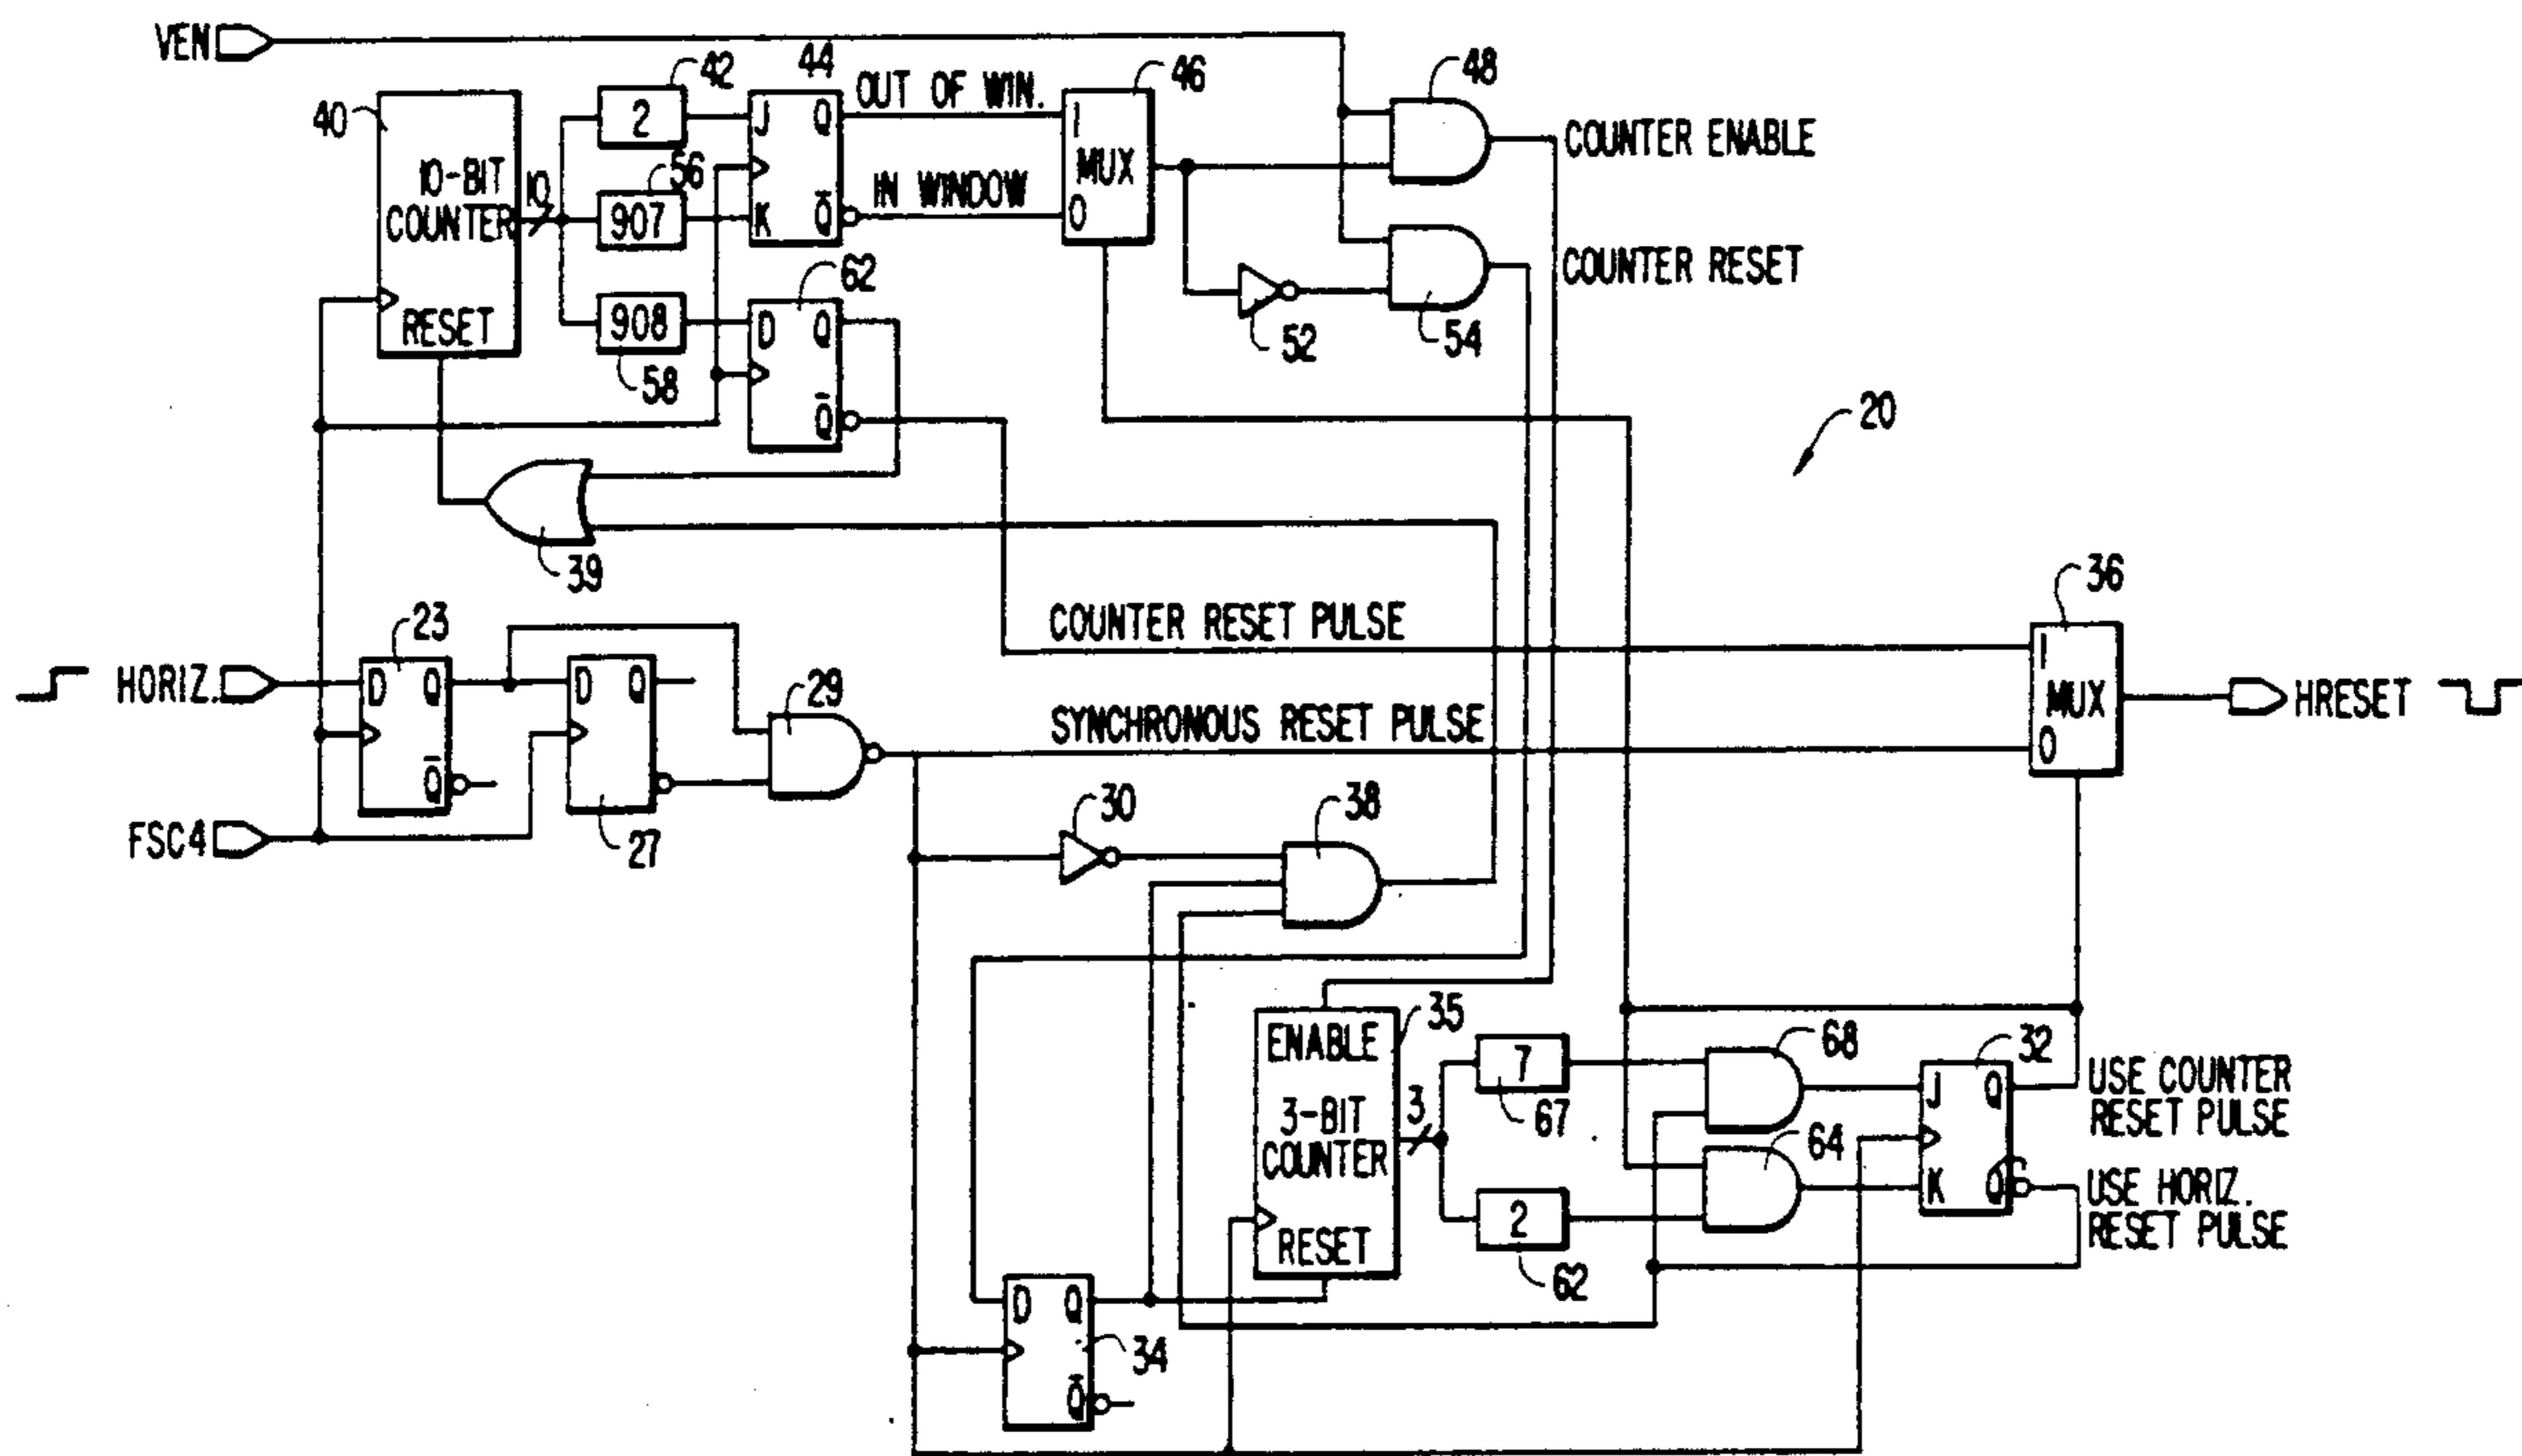 VEN
40
10-BIT
COUNTER
RESET
10
42
2
56
907
908
58
44
J Q
K Q̅
62
D Q
Q̅
OUT OF WIN.
IN WINDOW
46
1
MUX
0
48
COUNTER ENABLE
COUNTER RESET
52
54
20
39
HORIZ.
23
D Q
Q̅
D Q
27
FSC4
29
COUNTER RESET PULSE
SYNCHRONOUS RESET PULSE
36
1
MUX
0
HRESET
30
38
35
ENABLE
3-BIT
COUNTER
RESET
3
7
67
2
62
68
64
32
J Q
K Q̅
USE COUNTER
RESET PULSE
USE HORIZ.
RESET PULSE
D Q
34
Q̅